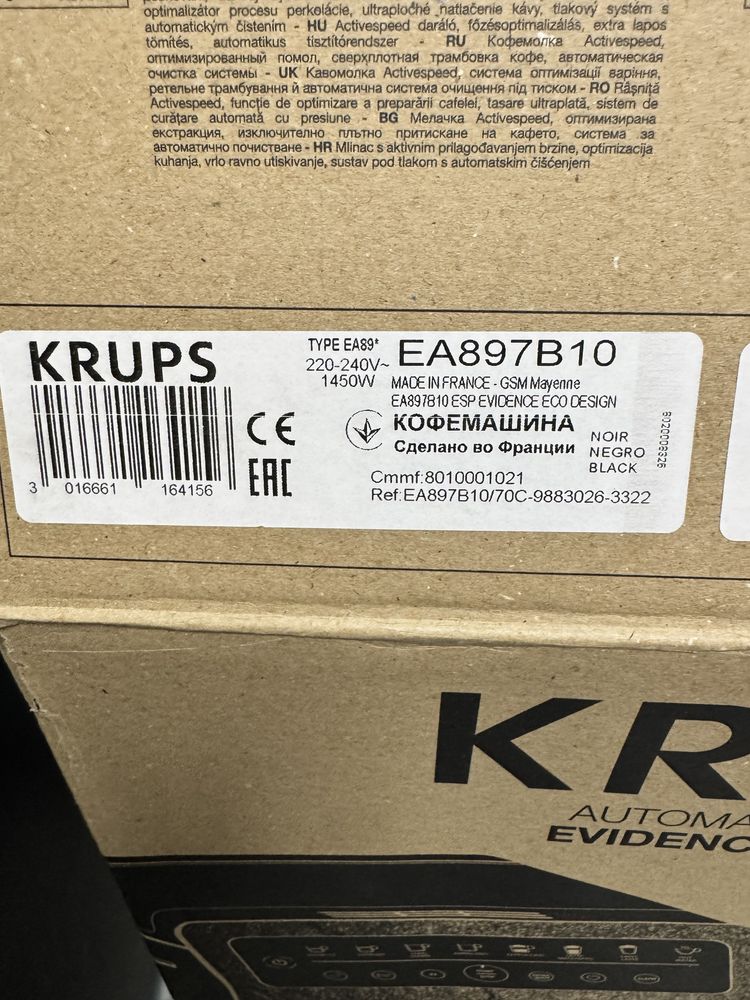 optimalizátor procesu perkolácie, ultraploché natlačenie kávy, tlakový systém s
automatickým čistením - HU Activespeed daráló, főzésoptimalizálás, extra lapos
tömítés, automatikus tisztítórendszer - RU Кофемолка Activespeed,
оптимизированный помол, сверхплотная трамбовка кофе, автоматическая
очистка системы - UK Кавомолка Activespeed, система оптимізації варіння,
ретельне трамбування й автоматична система очищення під тиском - RO Râșniță
Activespeed, funcție de optimizare a preparării cafelei, tasare ultraplată, sistem de
curățare automată cu presiune - BG Мелачка Activespeed, оптимизирана
екстракция, изключително плътно притискане на кафето, система за
автоматично почистване - HR Mlinac s aktivnim prilagođavanjem brzine, optimizacija
kuhanja, vrlo ravno utiskivanje, sustav pod tlakom s automatskim čišćenjem
KRUPS
TYPE EA89*
220-240V~
1450W
EA897B10
MADE IN FRANCE - GSM Mayenne
EA897B10 ESP EVIDENCE ECO DESIGN
КОФЕМАШИНА
Сделано во Франции
NOIR
NEGRO
BLACK
8020008326
CE
EAC
3 016661 164156
Cmmf:8010001021
Ref:EA897B10/70C-9883026-3322
KR
AUTOMA
EVIDENC